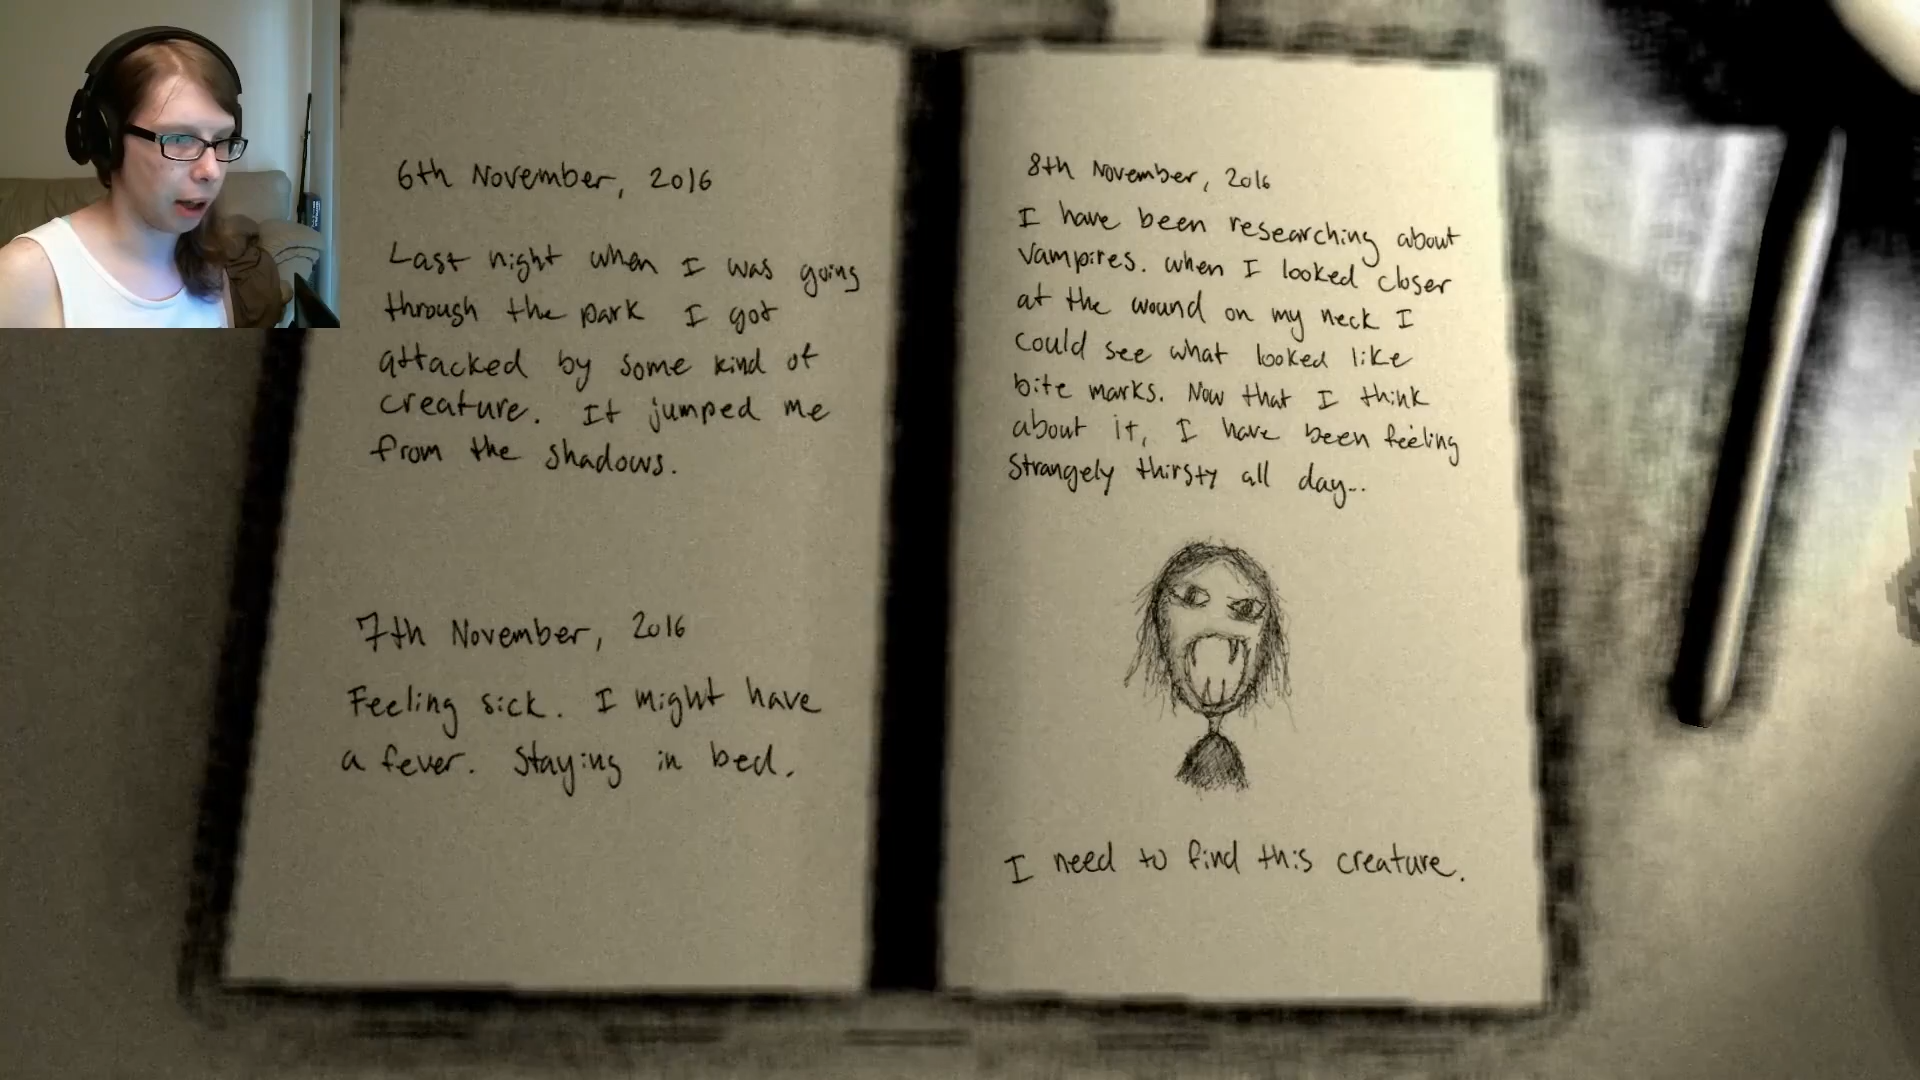 6th November, 2016
Last night when I was going
through the park I got
attacked by some kind of
creature. It jumped me
from the shadows.
7th November, 2016
Feeling sick. I might have
a fever. Staying in bed.
8th November, 2016
I have been researching about
vampires. When I looked closer
at the wound on my neck I
could see what looked like
bite marks. Now that I think
about it, I have been feeling
strangely thirsty all day..
I need to find this creature.